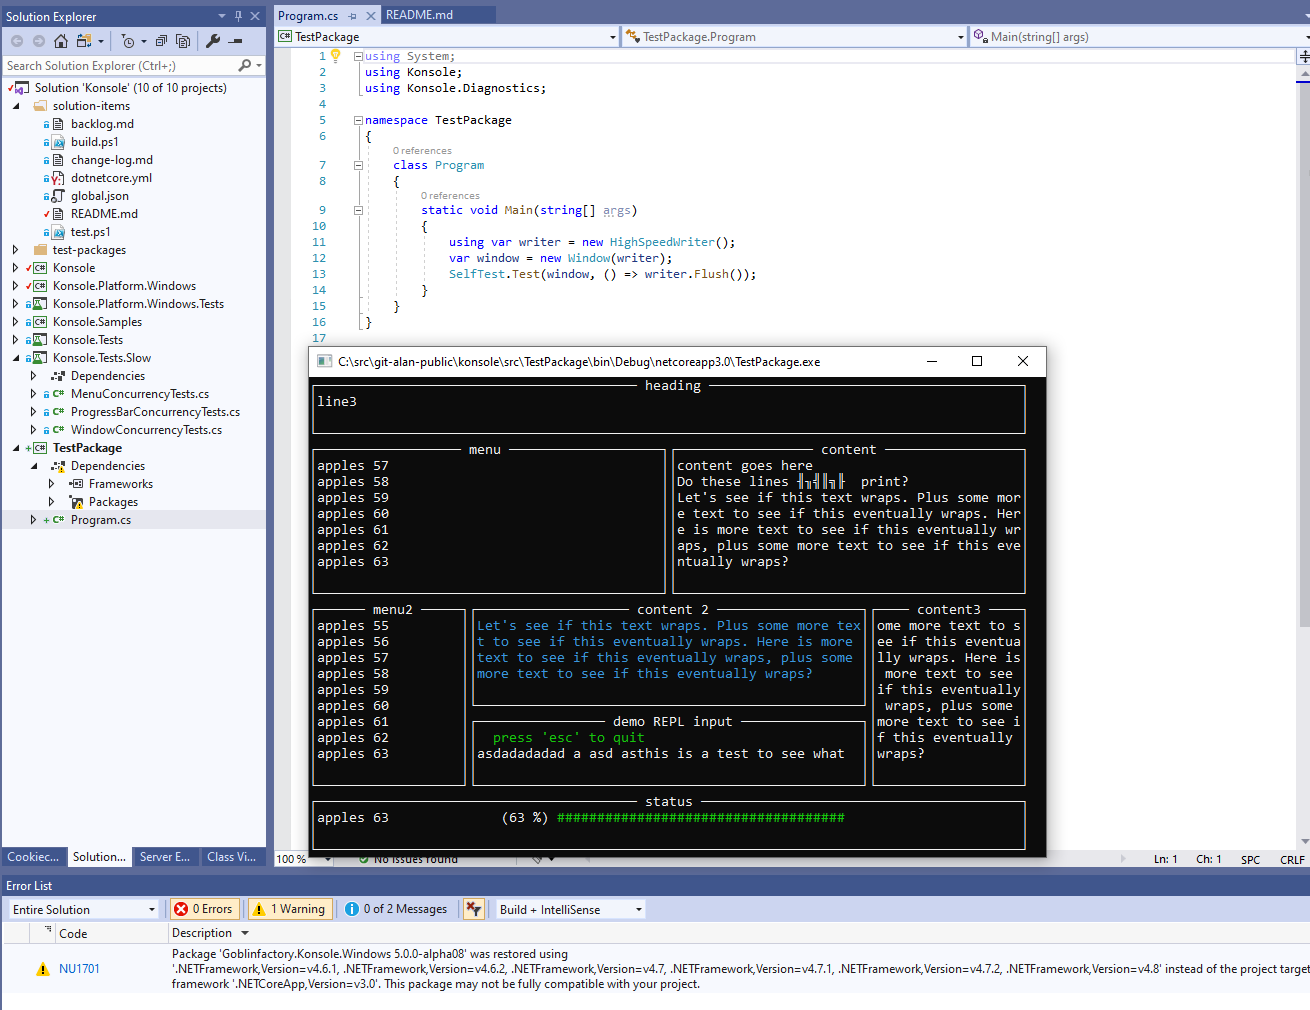 Solution Explorer
Search Solution Explorer (Ctrl+;)
Solution 'Konsole' (10 of 10 projects)
solution-items
backlog.md
build.ps1
change-log.md
dotnetcore.yml
global.json
README.md
test.ps1
test-packages
Konsole
Konsole.Platform.Windows
Konsole.Platform.Windows.Tests
Konsole.Samples
Konsole.Tests
Konsole.Tests.Slow
Dependencies
MenuConcurrencyTests.cs
ProgressBarConcurrencyTests.cs
WindowConcurrencyTests.cs
TestPackage
Dependencies
Frameworks
Packages
Program.cs
Cookiec... Solution... Server E... Class Vi...
Program.cs README.md
TestPackage TestPackage.Program Main(string[] args)
1 using System;
2 using Konsole;
3 using Konsole.Diagnostics;
4
5 namespace TestPackage
6 {
0 references
7 class Program
8 {
0 references
9 static void Main(string[] args)
10 {
11 using var writer = new HighSpeedWriter();
12 var window = new Window(writer);
13 SelfTest.Test(window, () => writer.Flush());
14 }
15 }
16 }
17
C:\src\git-alan-public\konsole\src\TestPackage\bin\Debug\netcoreapp3.0\TestPackage.exe
heading
line3
menu
apples 57
apples 58
apples 59
apples 60
apples 61
apples 62
apples 63
content
content goes here
Do these lines ╢╖╣║╗╟ print?
Let's see if this text wraps. Plus some mor
e text to see if this eventually wraps. Her
e is more text to see if this eventually wr
aps, plus some more text to see if this eve
ntually wraps?
menu2
apples 55
apples 56
apples 57
apples 58
apples 59
apples 60
apples 61
apples 62
apples 63
content 2
Let's see if this text wraps. Plus some more tex
t to see if this eventually wraps. Here is more
text to see if this eventually wraps, plus some
more text to see if this eventually wraps?
demo REPL input
press 'esc' to quit
asdadadadad a asd asthis is a test to see what
content3
ome more text to s
ee if this eventua
lly wraps. Here is
more text to see
if this eventually
wraps, plus some
more text to see i
f this eventually
wraps?
status
apples 63 (63 %) ####################################
100 % No issues found Ln: 1 Ch: 1 SPC CRLF
Error List
Entire Solution 0 Errors 1 Warning 0 of 2 Messages Build + IntelliSense
Code Description
NU1701
Package 'Goblinfactory.Konsole.Windows 5.0.0-alpha08' was restored using
'.NETFramework,Version=v4.6.1, .NETFramework,Version=v4.6.2, .NETFramework,Version=v4.7, .NETFramework,Version=v4.7.1, .NETFramework,Version=v4.7.2, .NETFramework,Version=v4.8' instead of the project target
framework '.NETCoreApp,Version=v3.0'. This package may not be fully compatible with your project.